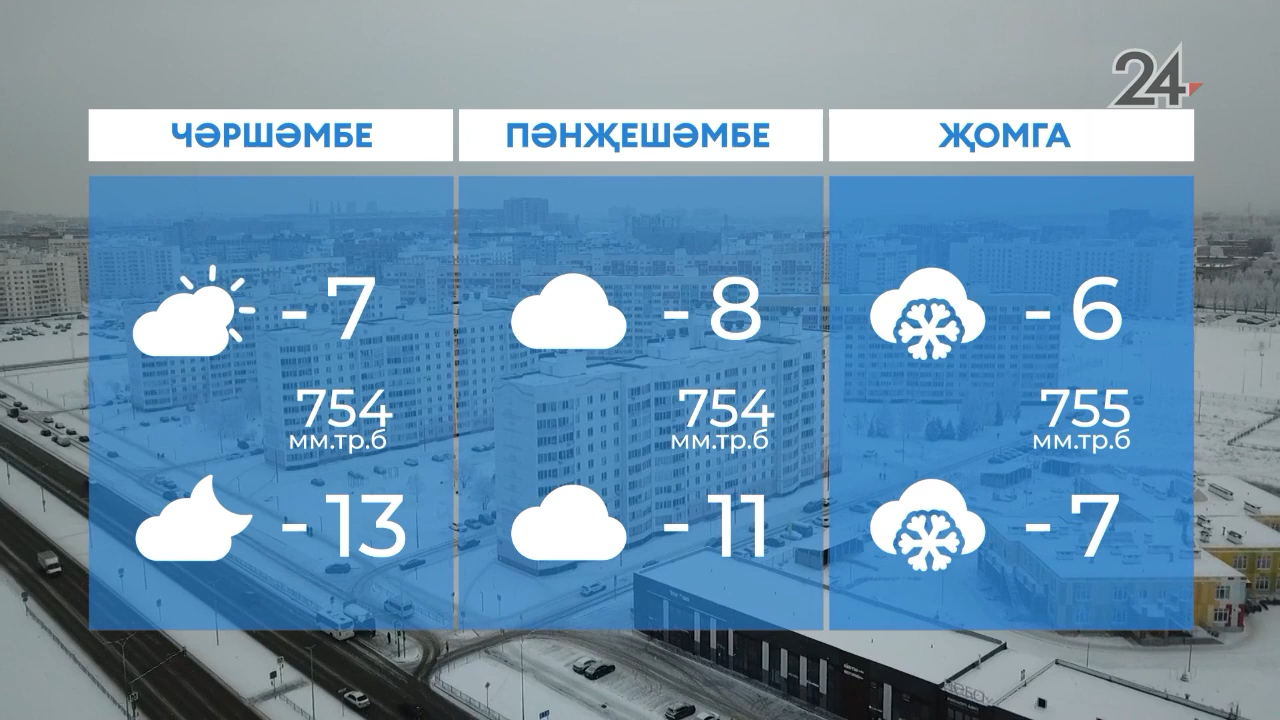 24
ЧӘРШӘМБЕ
ПӘНҖЕШӘМБЕ
ҖОМГА
- 7
- 8
- 6
754
мм.тр.б
754
мм.тр.б
755
мм.тр.б
- 13
- 11
- 7